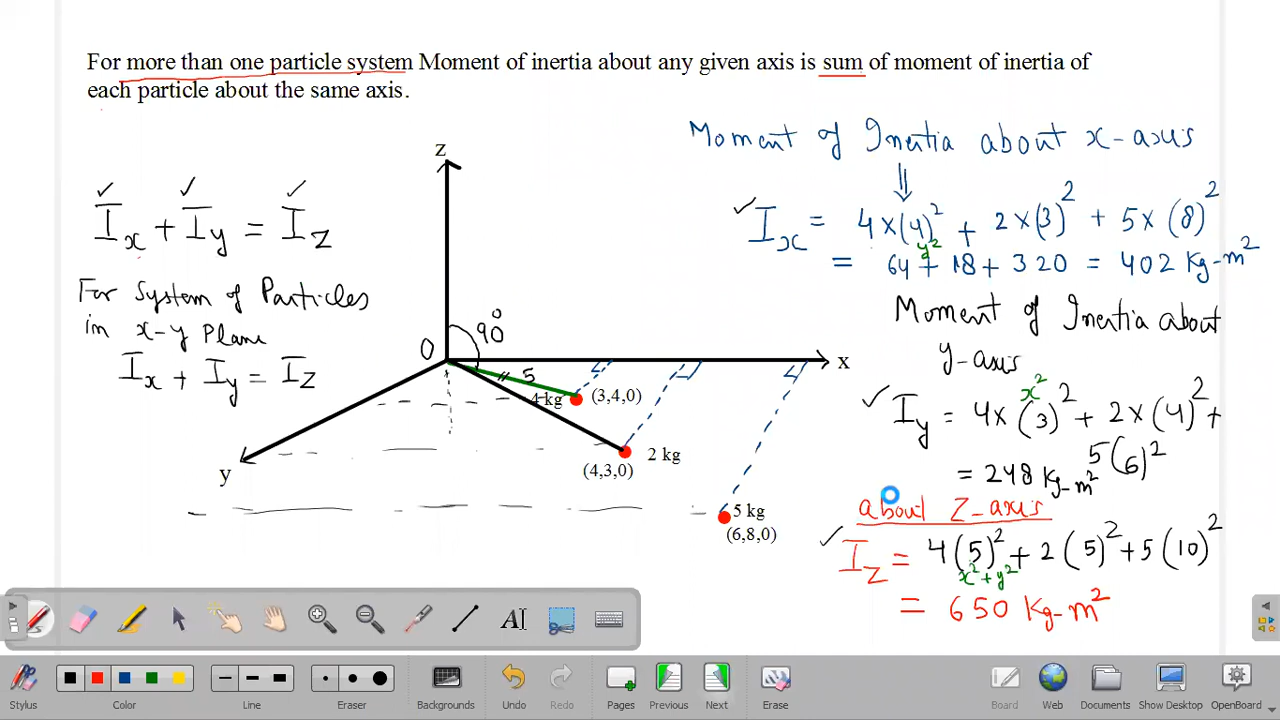 For more than one particle system Moment of inertia about any given axis is sum of moment of inertia of
each particle about the same axis.
Ix + Iy = Iz
For System of Particles
in x-y Plane
Ix + Iy = Iz
z
O
90°
x
y
5
4 kg
(3,4,0)
2 kg
(4,3,0)
5 kg
(6,8,0)
Moment of Inertia about x-axis
Ix = 4×(4)² + 2×(3)² + 5×(8)²
y²
= 64 + 18 + 320 = 402 Kg-m²
Moment of Inertia about
y-axis
x²
Iy = 4×(3)² + 2×(4)² +
5(6)²
= 248 Kg-m²
about Z-axis
Iz = 4(5)² + 2(5)² + 5(10)²
x²+y²
= 650 Kg-m²
Stylus
Color
Line
Eraser
Backgrounds
Undo
Redo
Pages
Previous
Next
Erase
Board
Web
Documents
Show Desktop
OpenBoard